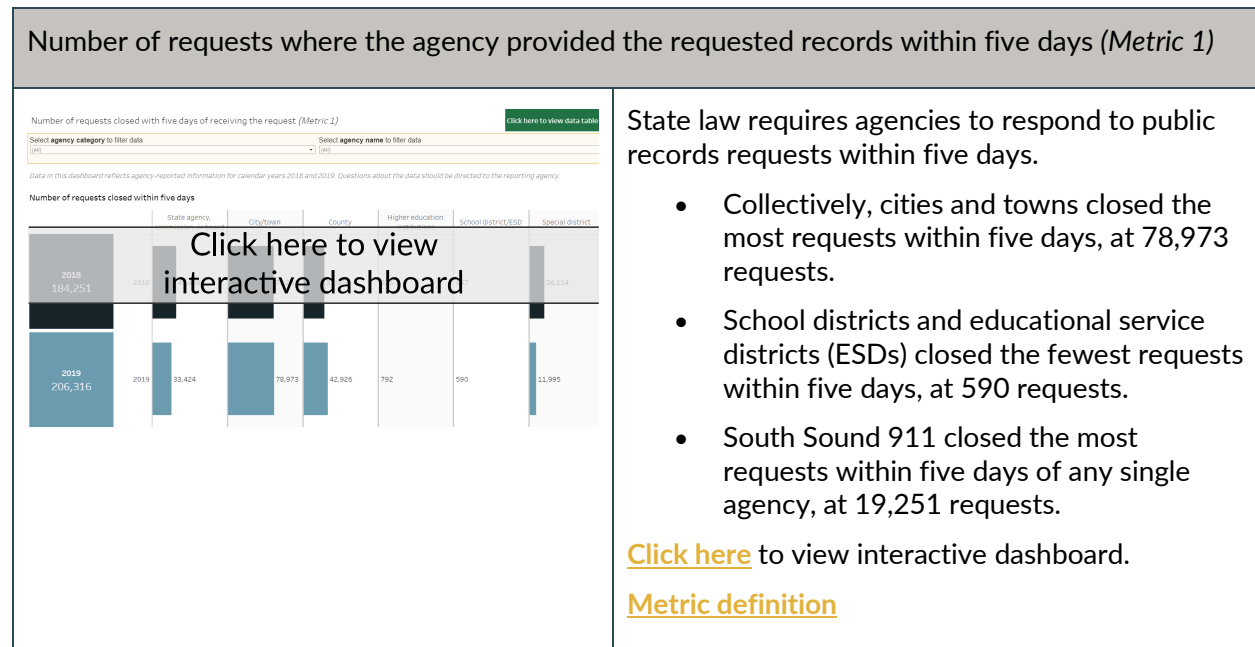 Number of requests where the agency provided the requested records within five days (Metric 1)
Number of requests closed with five days of receiving the request (Metric 1)
Click here to view data table
Select agency category to filter data
Select agency name to filter data
(All)
(All)
Data in this dashboard reflects agency-reported information for calendar years 2018 and 2019. Questions about the data should be directed to the reporting agency.
Number of requests closed within five days
State agency,
City/town
County
Higher education
School district/ESD
Special district
Click here to view
interactive dashboard
2018
184,251
2018
26,114
2019
206,316
2019
33,424
78,973
42,926
792
590
11,995
State law requires agencies to respond to public
records requests within five days.
• Collectively, cities and towns closed the
most requests within five days, at 78,973
requests.
• School districts and educational service
districts (ESDs) closed the fewest requests
within five days, at 590 requests.
• South Sound 911 closed the most
requests within five days of any single
agency, at 19,251 requests.
Click here to view interactive dashboard.
Metric definition